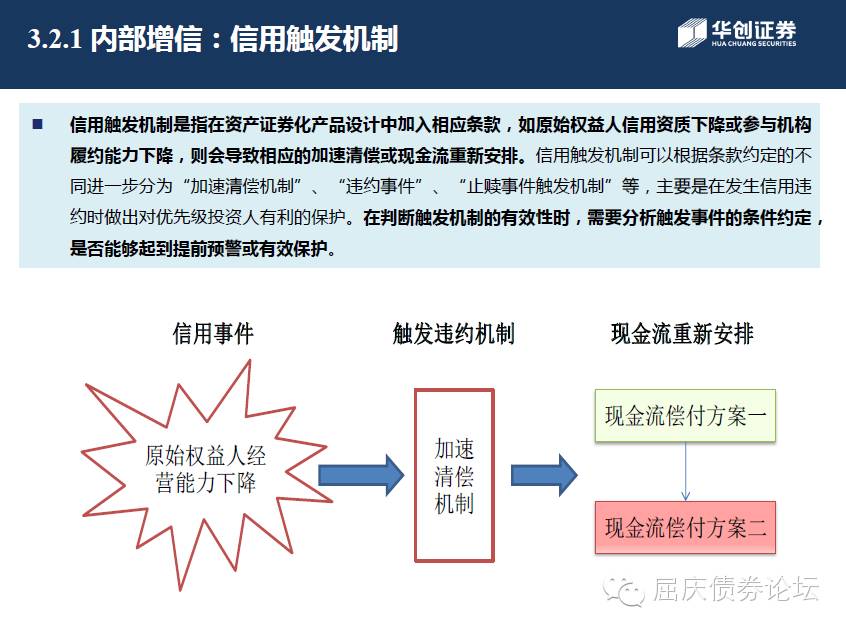 3.2.1 内部增信：信用触发机制
华创证券
HUA CHUANG SECURITIES
■ 信用触发机制是指在资产证券化产品设计中加入相应条款，如原始权益人信用资质下降或参与机构
履约能力下降，则会导致相应的加速清偿或现金流重新安排。信用触发机制可以根据条款约定的不
同进一步分为“加速清偿机制”、“违约事件”、“止赎事件触发机制”等，主要是在发生信用违
约时做出对优先级投资人有利的保护。在判断触发机制的有效性时，需要分析触发事件的条件约定，
是否能够起到提前预警或有效保护。
信用事件
触发违约机制
现金流重新安排
原始权益人经
营能力下降
加速
清偿
机制
现金流偿付方案一
现金流偿付方案二
屈庆债券论坛